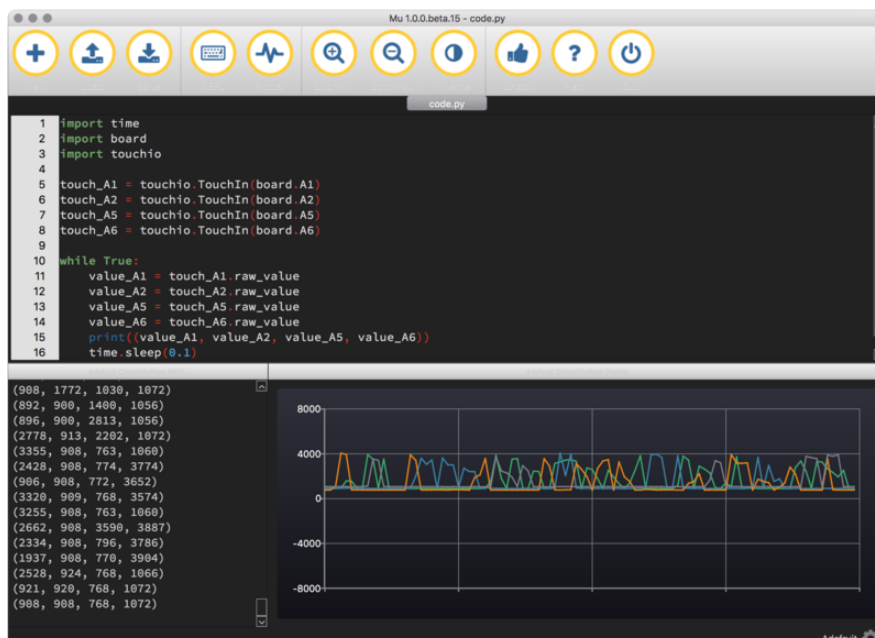 Mu 1.0.0.beta.15 - code.py
code.py
1 import time
2 import board
3 import touchio
4
5 touch_A1 = touchio.TouchIn(board.A1)
6 touch_A2 = touchio.TouchIn(board.A2)
7 touch_A5 = touchio.TouchIn(board.A5)
8 touch_A6 = touchio.TouchIn(board.A6)
9
10 while True:
11     value_A1 = touch_A1.raw_value
12     value_A2 = touch_A2.raw_value
13     value_A5 = touch_A5.raw_value
14     value_A6 = touch_A6.raw_value
15     print((value_A1, value_A2, value_A5, value_A6))
16     time.sleep(0.1)
Adafruit CircuitPython REPL
Adafruit CircuitPython Plotter
(908, 1772, 1030, 1072)
(892, 900, 1400, 1056)
(896, 900, 2813, 1056)
(2778, 913, 2202, 1072)
(3355, 908, 763, 1060)
(2428, 908, 774, 3774)
(906, 908, 772, 3652)
(3320, 909, 768, 3574)
(3255, 908, 763, 1060)
(2662, 908, 3590, 3887)
(2334, 908, 796, 3786)
(1937, 908, 770, 3904)
(2528, 924, 768, 1066)
(921, 920, 768, 1072)
(908, 908, 768, 1072)
8000
4000
0
-4000
-8000
Adafruit